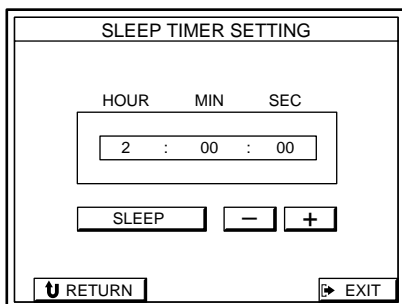 SLEEP TIMER SETTING
HOUR MIN SEC
2 : 00 : 00
SLEEP − +
RETURN EXIT